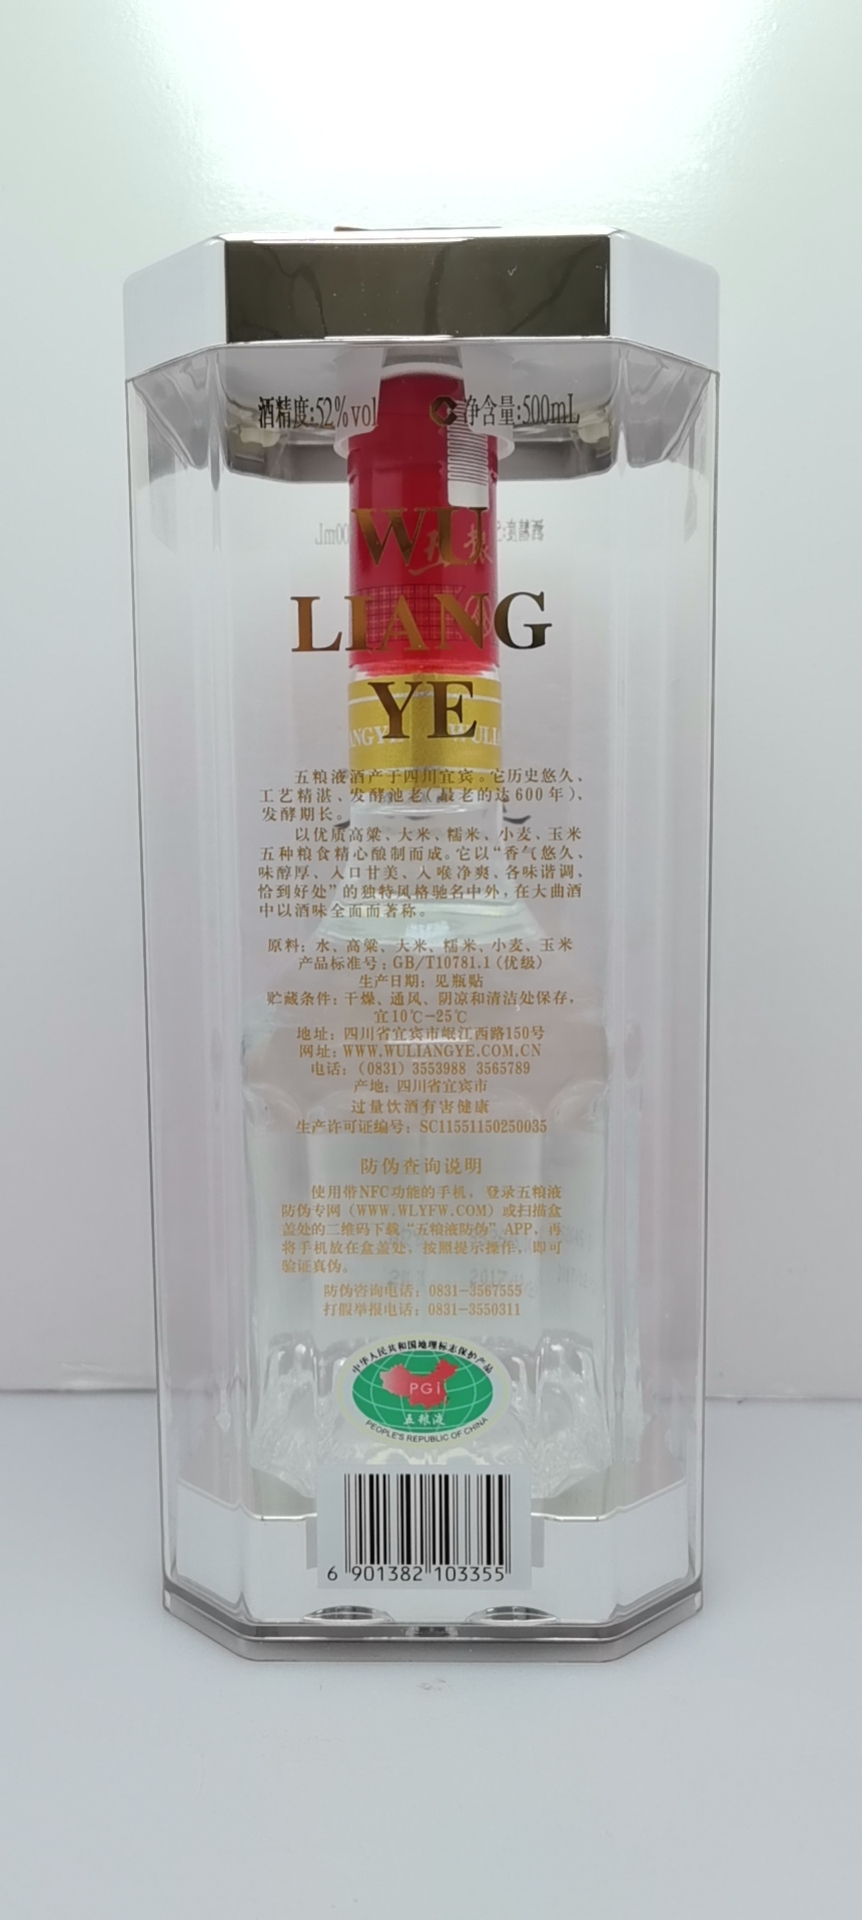 酒精度:52%vol 净含量:500mL
WU
LIANG
YE
五粮液酒产于四川宜宾。它历史悠久、
工艺精湛、发酵池老(最老的达600年)、
发酵期长。
以优质高粱、大米、糯米、小麦、玉米
五种粮食精心酿制而成。它以“香气悠久、
味醇厚、入口甘美、入喉净爽、各味谐调、
恰到好处”的独特风格驰名中外,在大曲酒
中以酒味全面而著称。
原料:水、高粱、大米、糯米、小麦、玉米
产品标准号:GB/T10781.1(优级)
生产日期:见瓶贴
贮藏条件:干燥、通风、阴凉和清洁处保存,
宜10℃-25℃
地址:四川省宜宾市岷江西路150号
网址:WWW.WULIANGYE.COM.CN
电话:(0831) 3553988 3565789
产地:四川省宜宾市
过量饮酒有害健康
生产许可证编号:SC11551150250035
防伪查询说明
使用带NFC功能的手机,登录五粮液
防伪专网(WWW.WLYFW.COM)或扫描盒
盖处的二维码下载“五粮液防伪”APP,再
将手机放在盒盖处,按照提示操作,即可
验证真伪。
防伪咨询电话:0831-3567555
打假举报电话:0831-3550311
中华人民共和国地理标志保护产品
PGI
五粮液
PEOPLE'S REPUBLIC OF CHINA
6 901382 103355